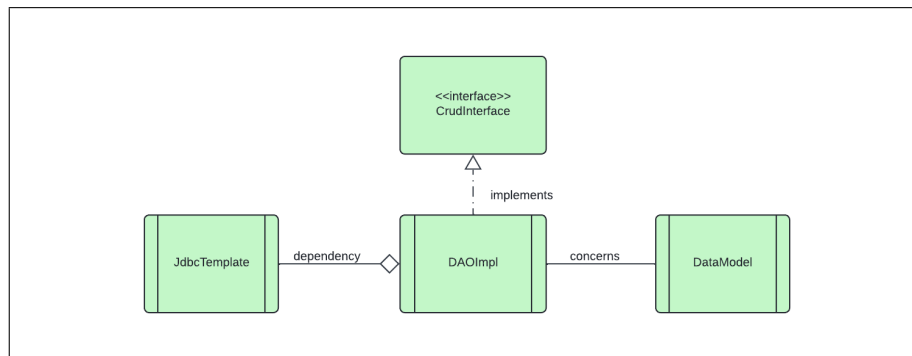 <<interface>>
CrudInterface
implements
JdbcTemplate
dependency
DAOImpl
concerns
DataModel